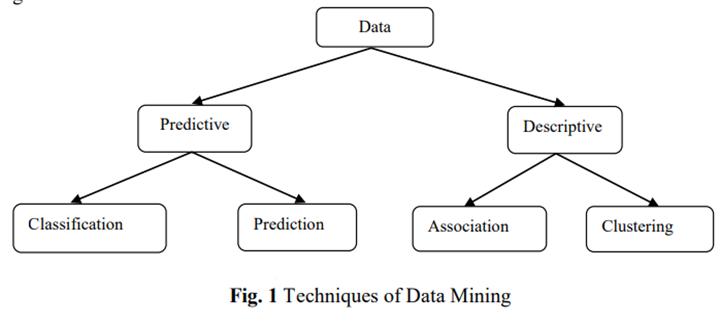 Data
Predictive
Descriptive
Classification
Prediction
Association
Clustering
Fig. 1 Techniques of Data Mining